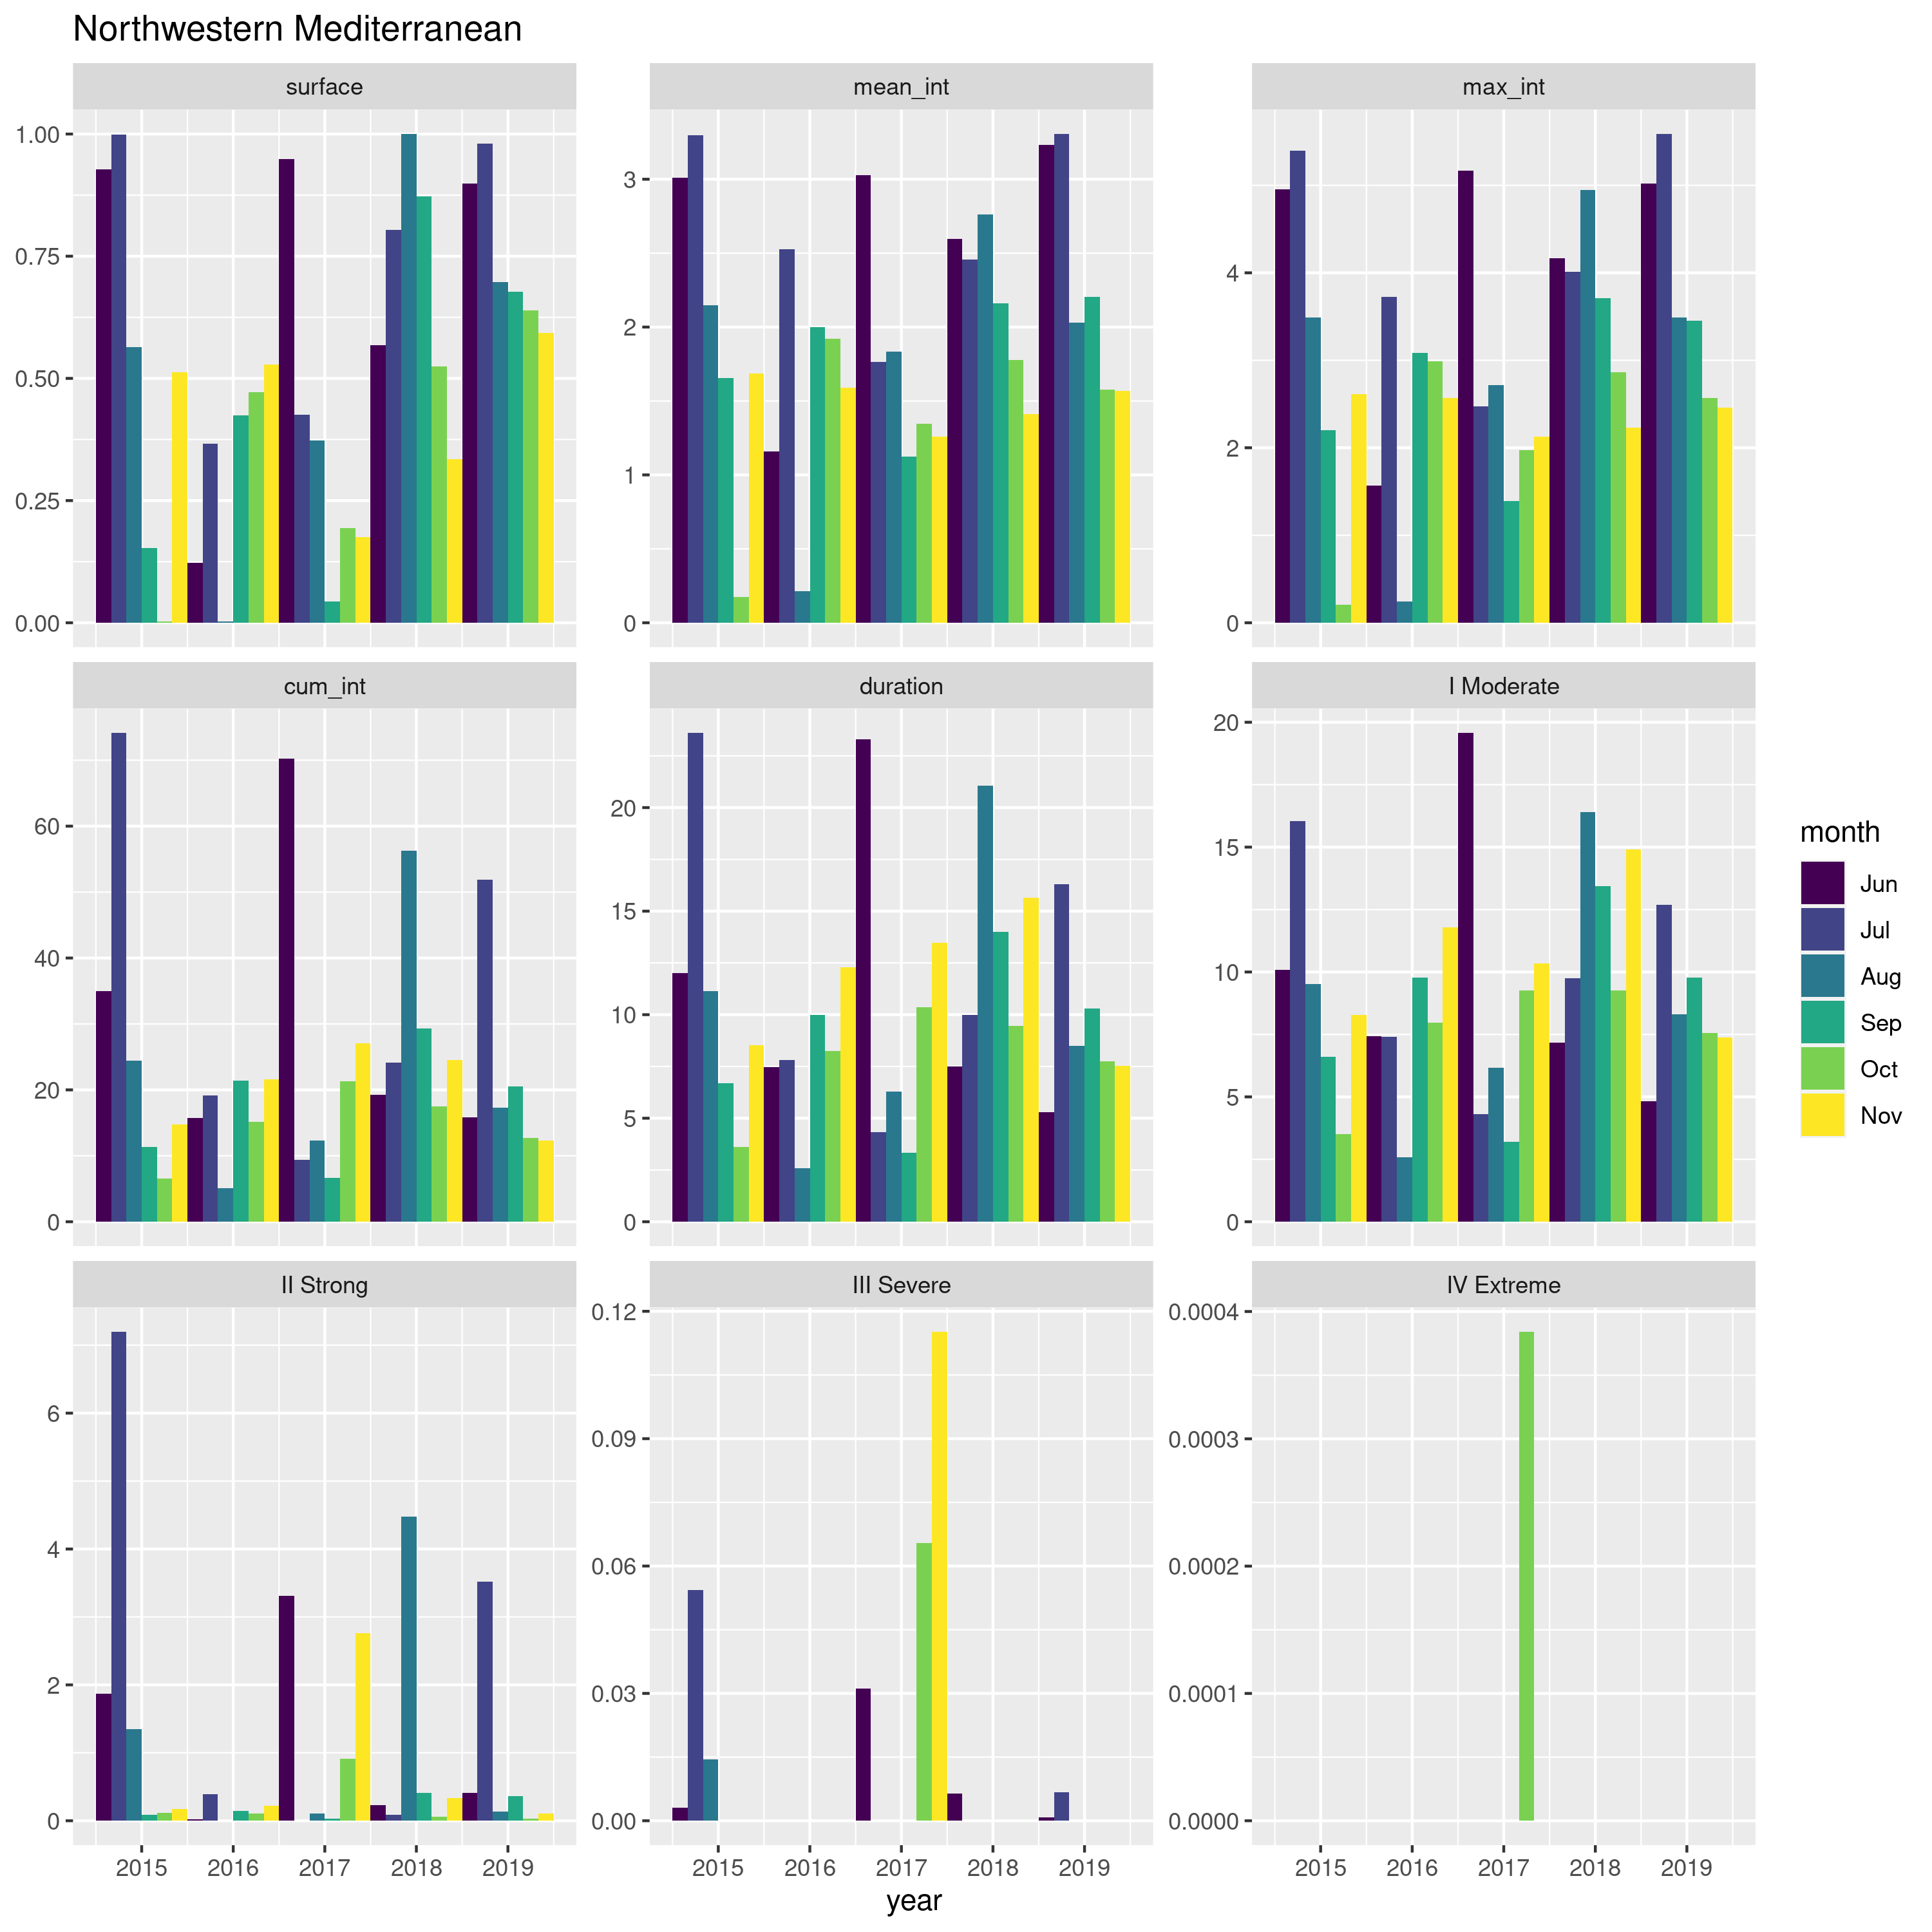 Northwestern Mediterranean
surface
mean_int
max_int
1.00
0.75
0.50
0.25
0.00
3
2
1
0
4
2
0
cum_int
duration
I Moderate
60
40
20
0
20
15
10
5
0
20
15
10
5
0
II Strong
III Severe
IV Extreme
6
4
2
0
0.12
0.09
0.06
0.03
0.00
0.0004
0.0003
0.0002
0.0001
0.0000
2015 2016 2017 2018 2019
2015 2016 2017 2018 2019
2015 2016 2017 2018 2019
year
month
Jun
Jul
Aug
Sep
Oct
Nov